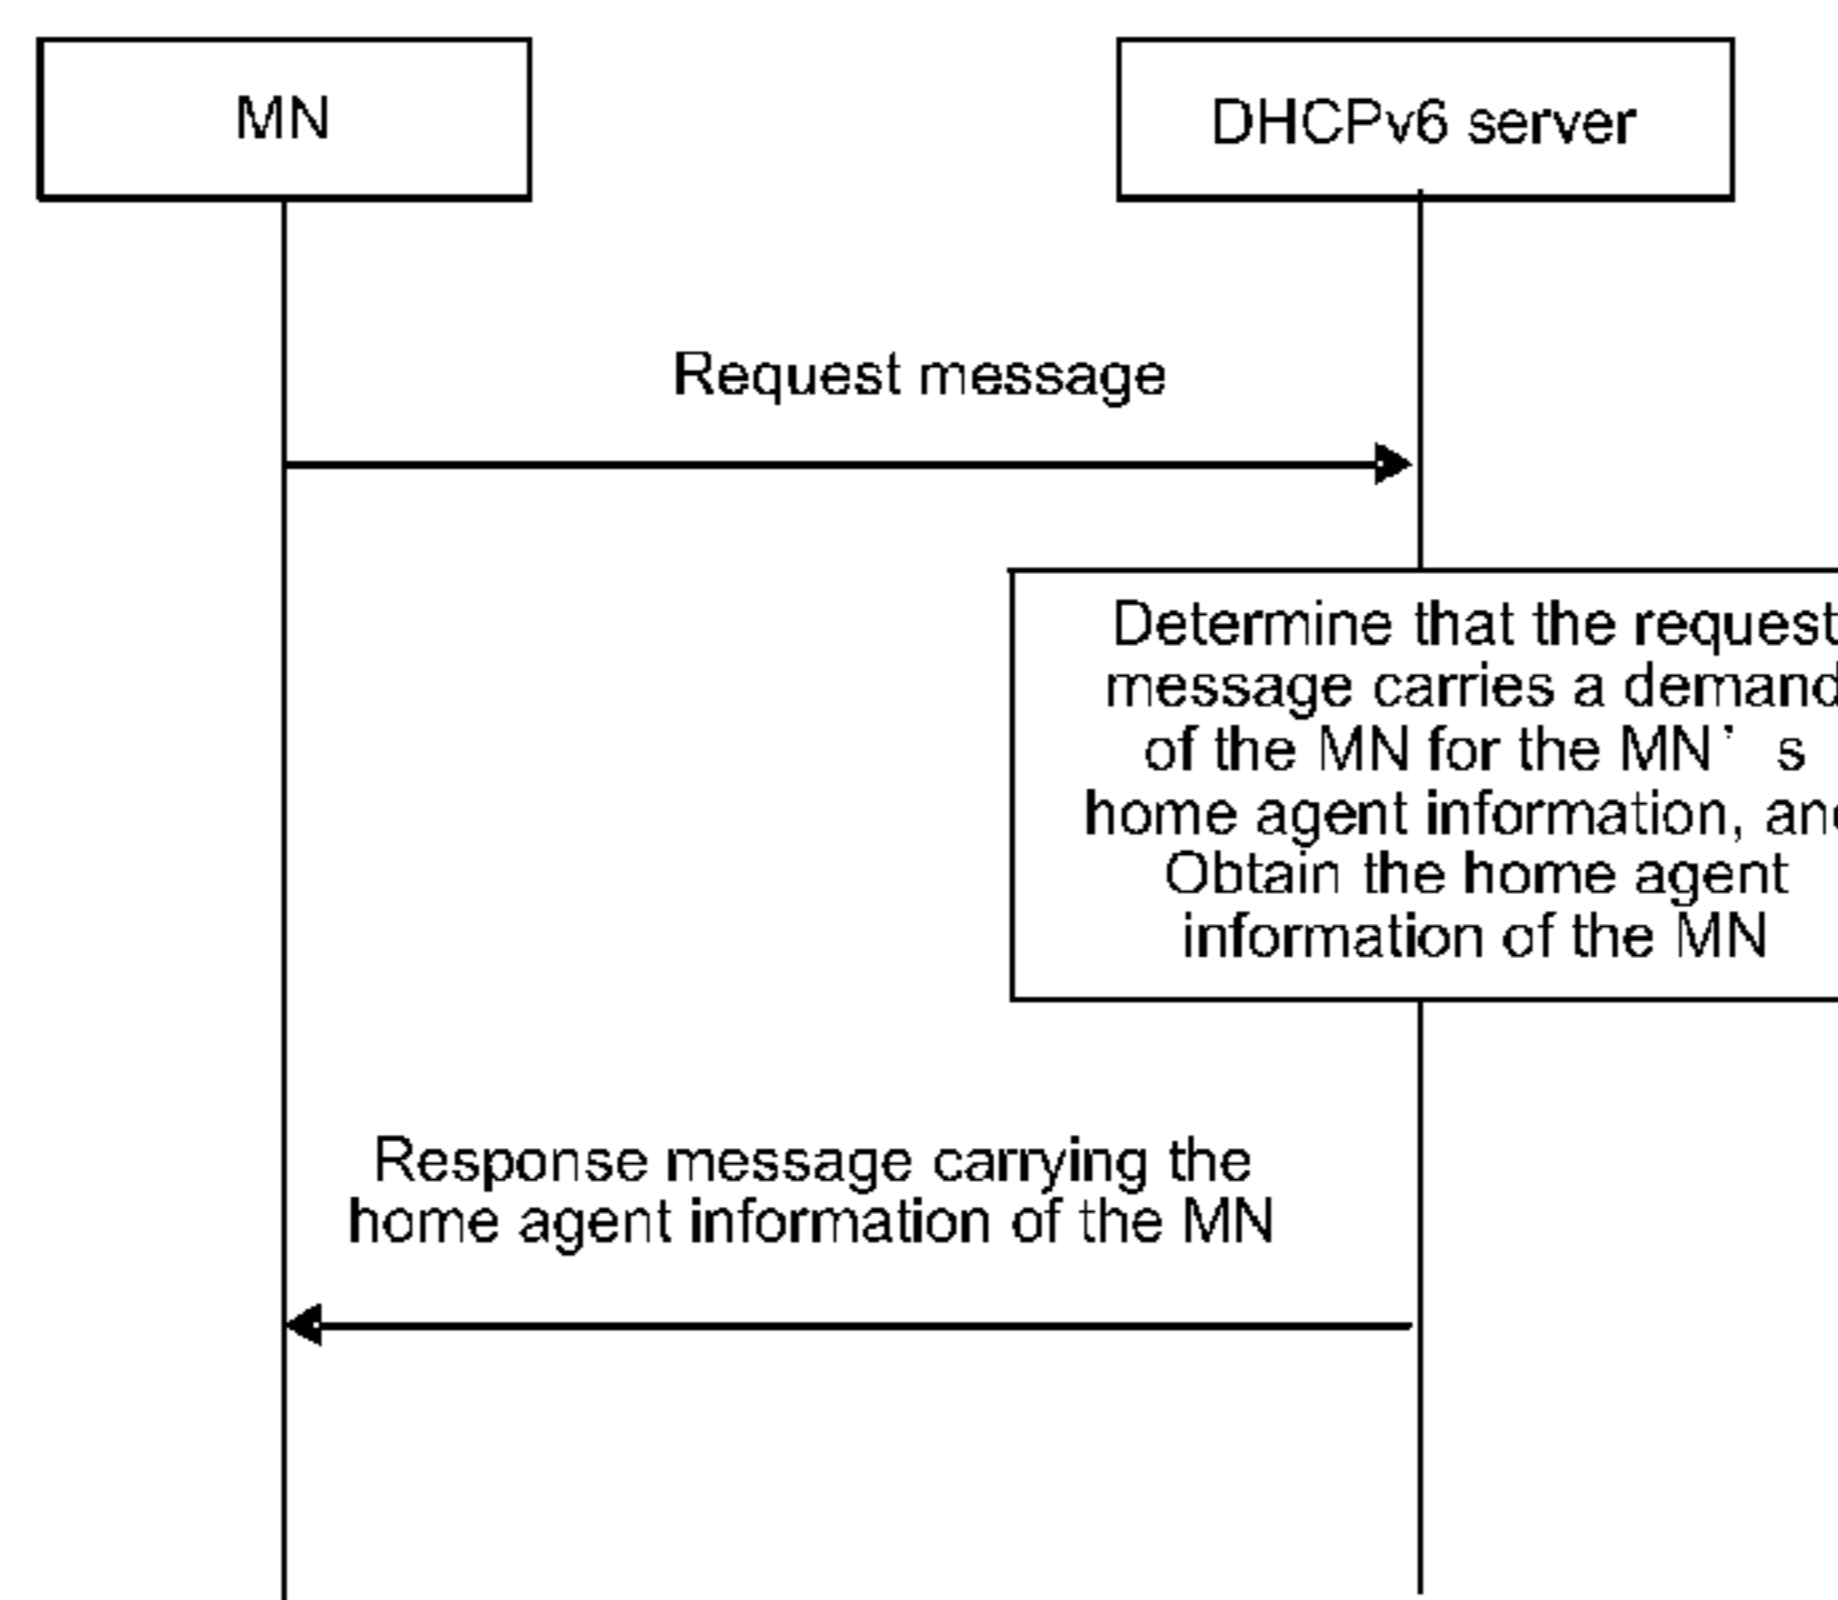 MN
DHCPv6 server
Request message
Determine that the request
message carries a demand
of the MN for the MN’ s
home agent information, and
Obtain the home agent
information of the MN
Response message carrying the
home agent information of the MN